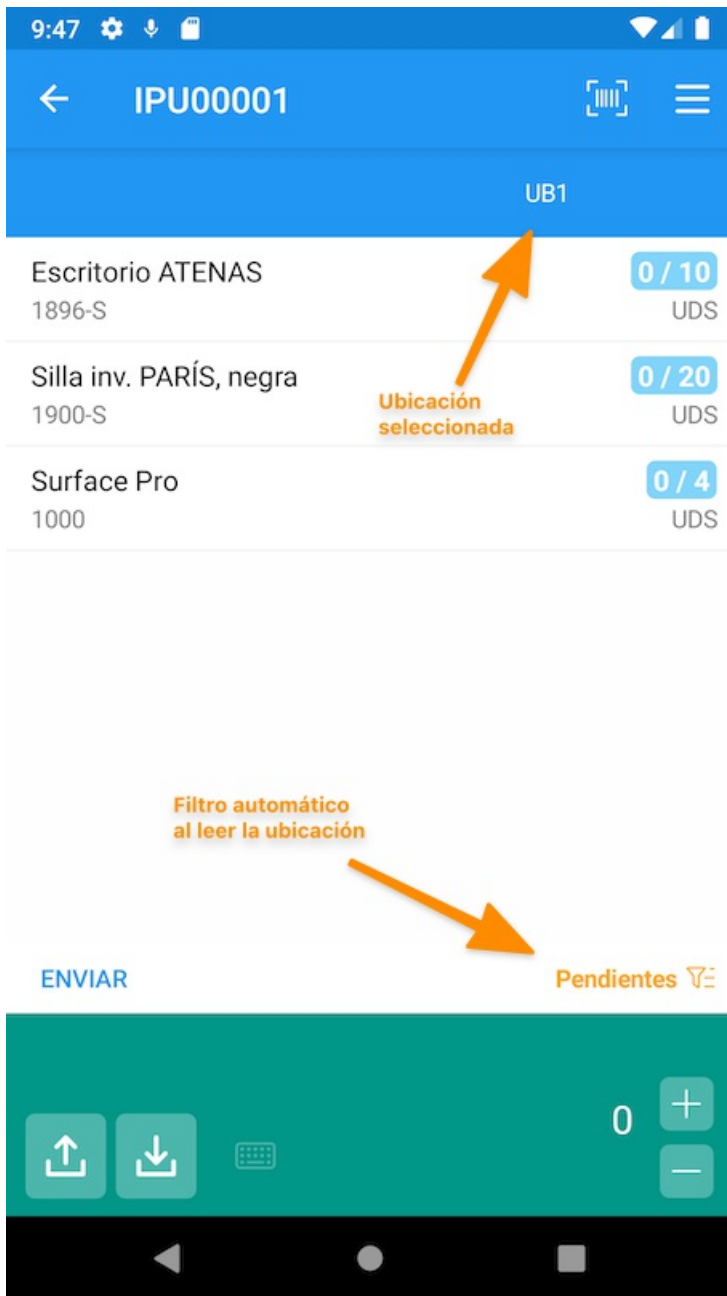 9:47
IPU00001
UB1
Escritorio ATENAS
0 / 10
1896-S
UDS
Silla inv. PARÍS, negra
0 / 20
1900-S
UDS
Ubicación
seleccionada
Surface Pro
0 / 4
1000
UDS
Filtro automático
al leer la ubicación
ENVIAR
Pendientes
0